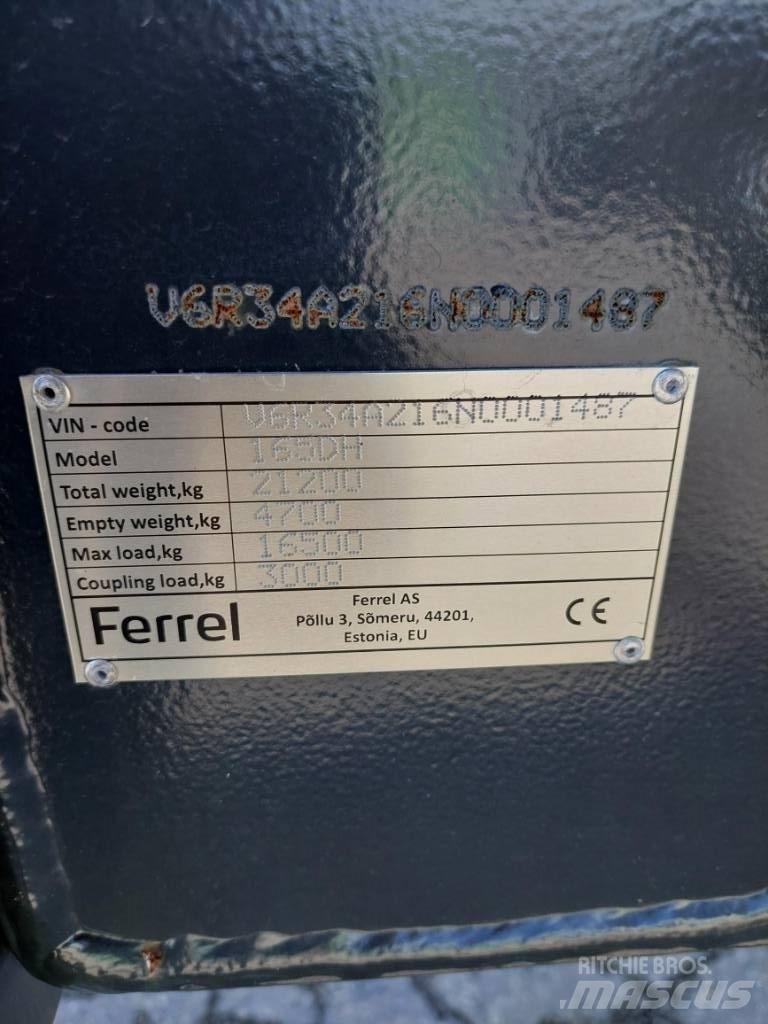 V6R34A216N0001487
VIN - code V6R34A216N0001487
Model 165DH
Total weight,kg 21200
Empty weight,kg 4700
Max load,kg 16500
Coupling load,kg 3000
Ferrel
Ferrel AS
Põllu 3, Sõmeru, 44201,
Estonia, EU
CE
RITCHIE BROS.
MASCUS